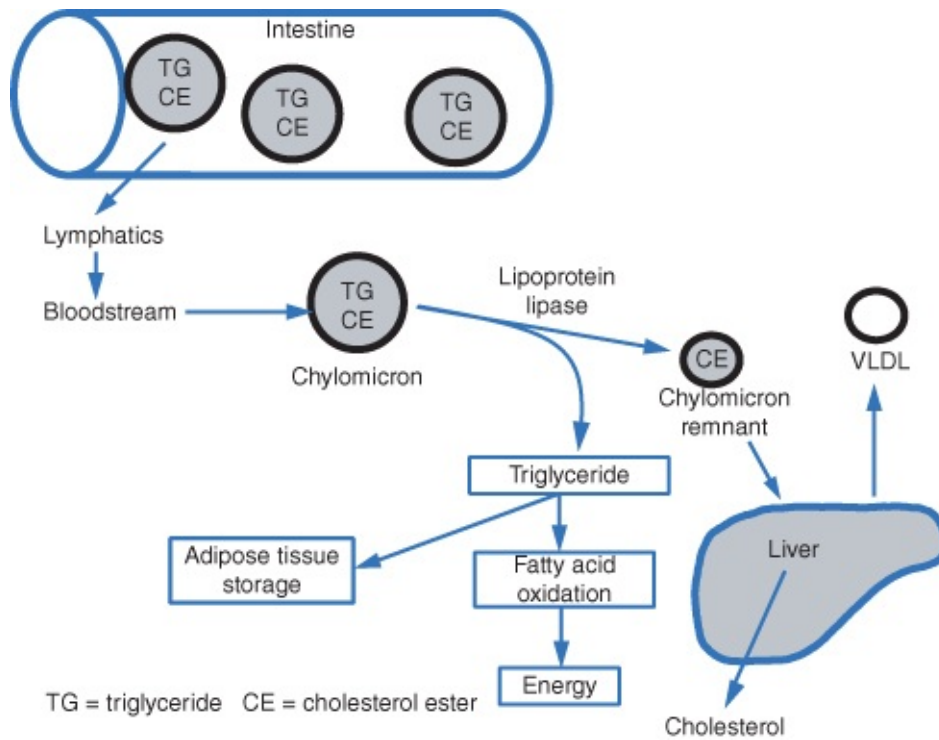 Intestine
TG
CE
TG
CE
TG
CE
Lymphatics
Bloodstream
TG
CE
Chylomicron
Lipoprotein
lipase
CE
Chylomicron
remnant
VLDL
Triglyceride
Adipose tissue
storage
Fatty acid
oxidation
Liver
Energy
TG = triglyceride CE = cholesterol ester
Cholesterol